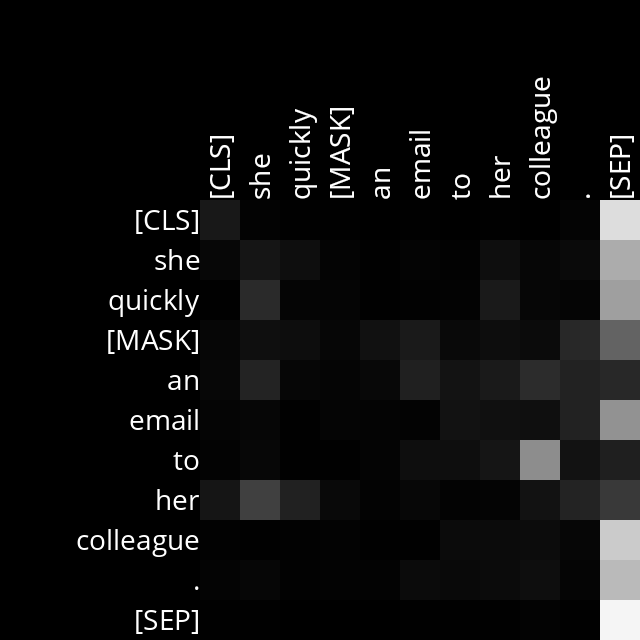 [CLS] she quickly [MASK] an email to her colleague . [SEP]
[CLS]
she
quickly
[MASK]
an
email
to
her
colleague
.
[SEP]